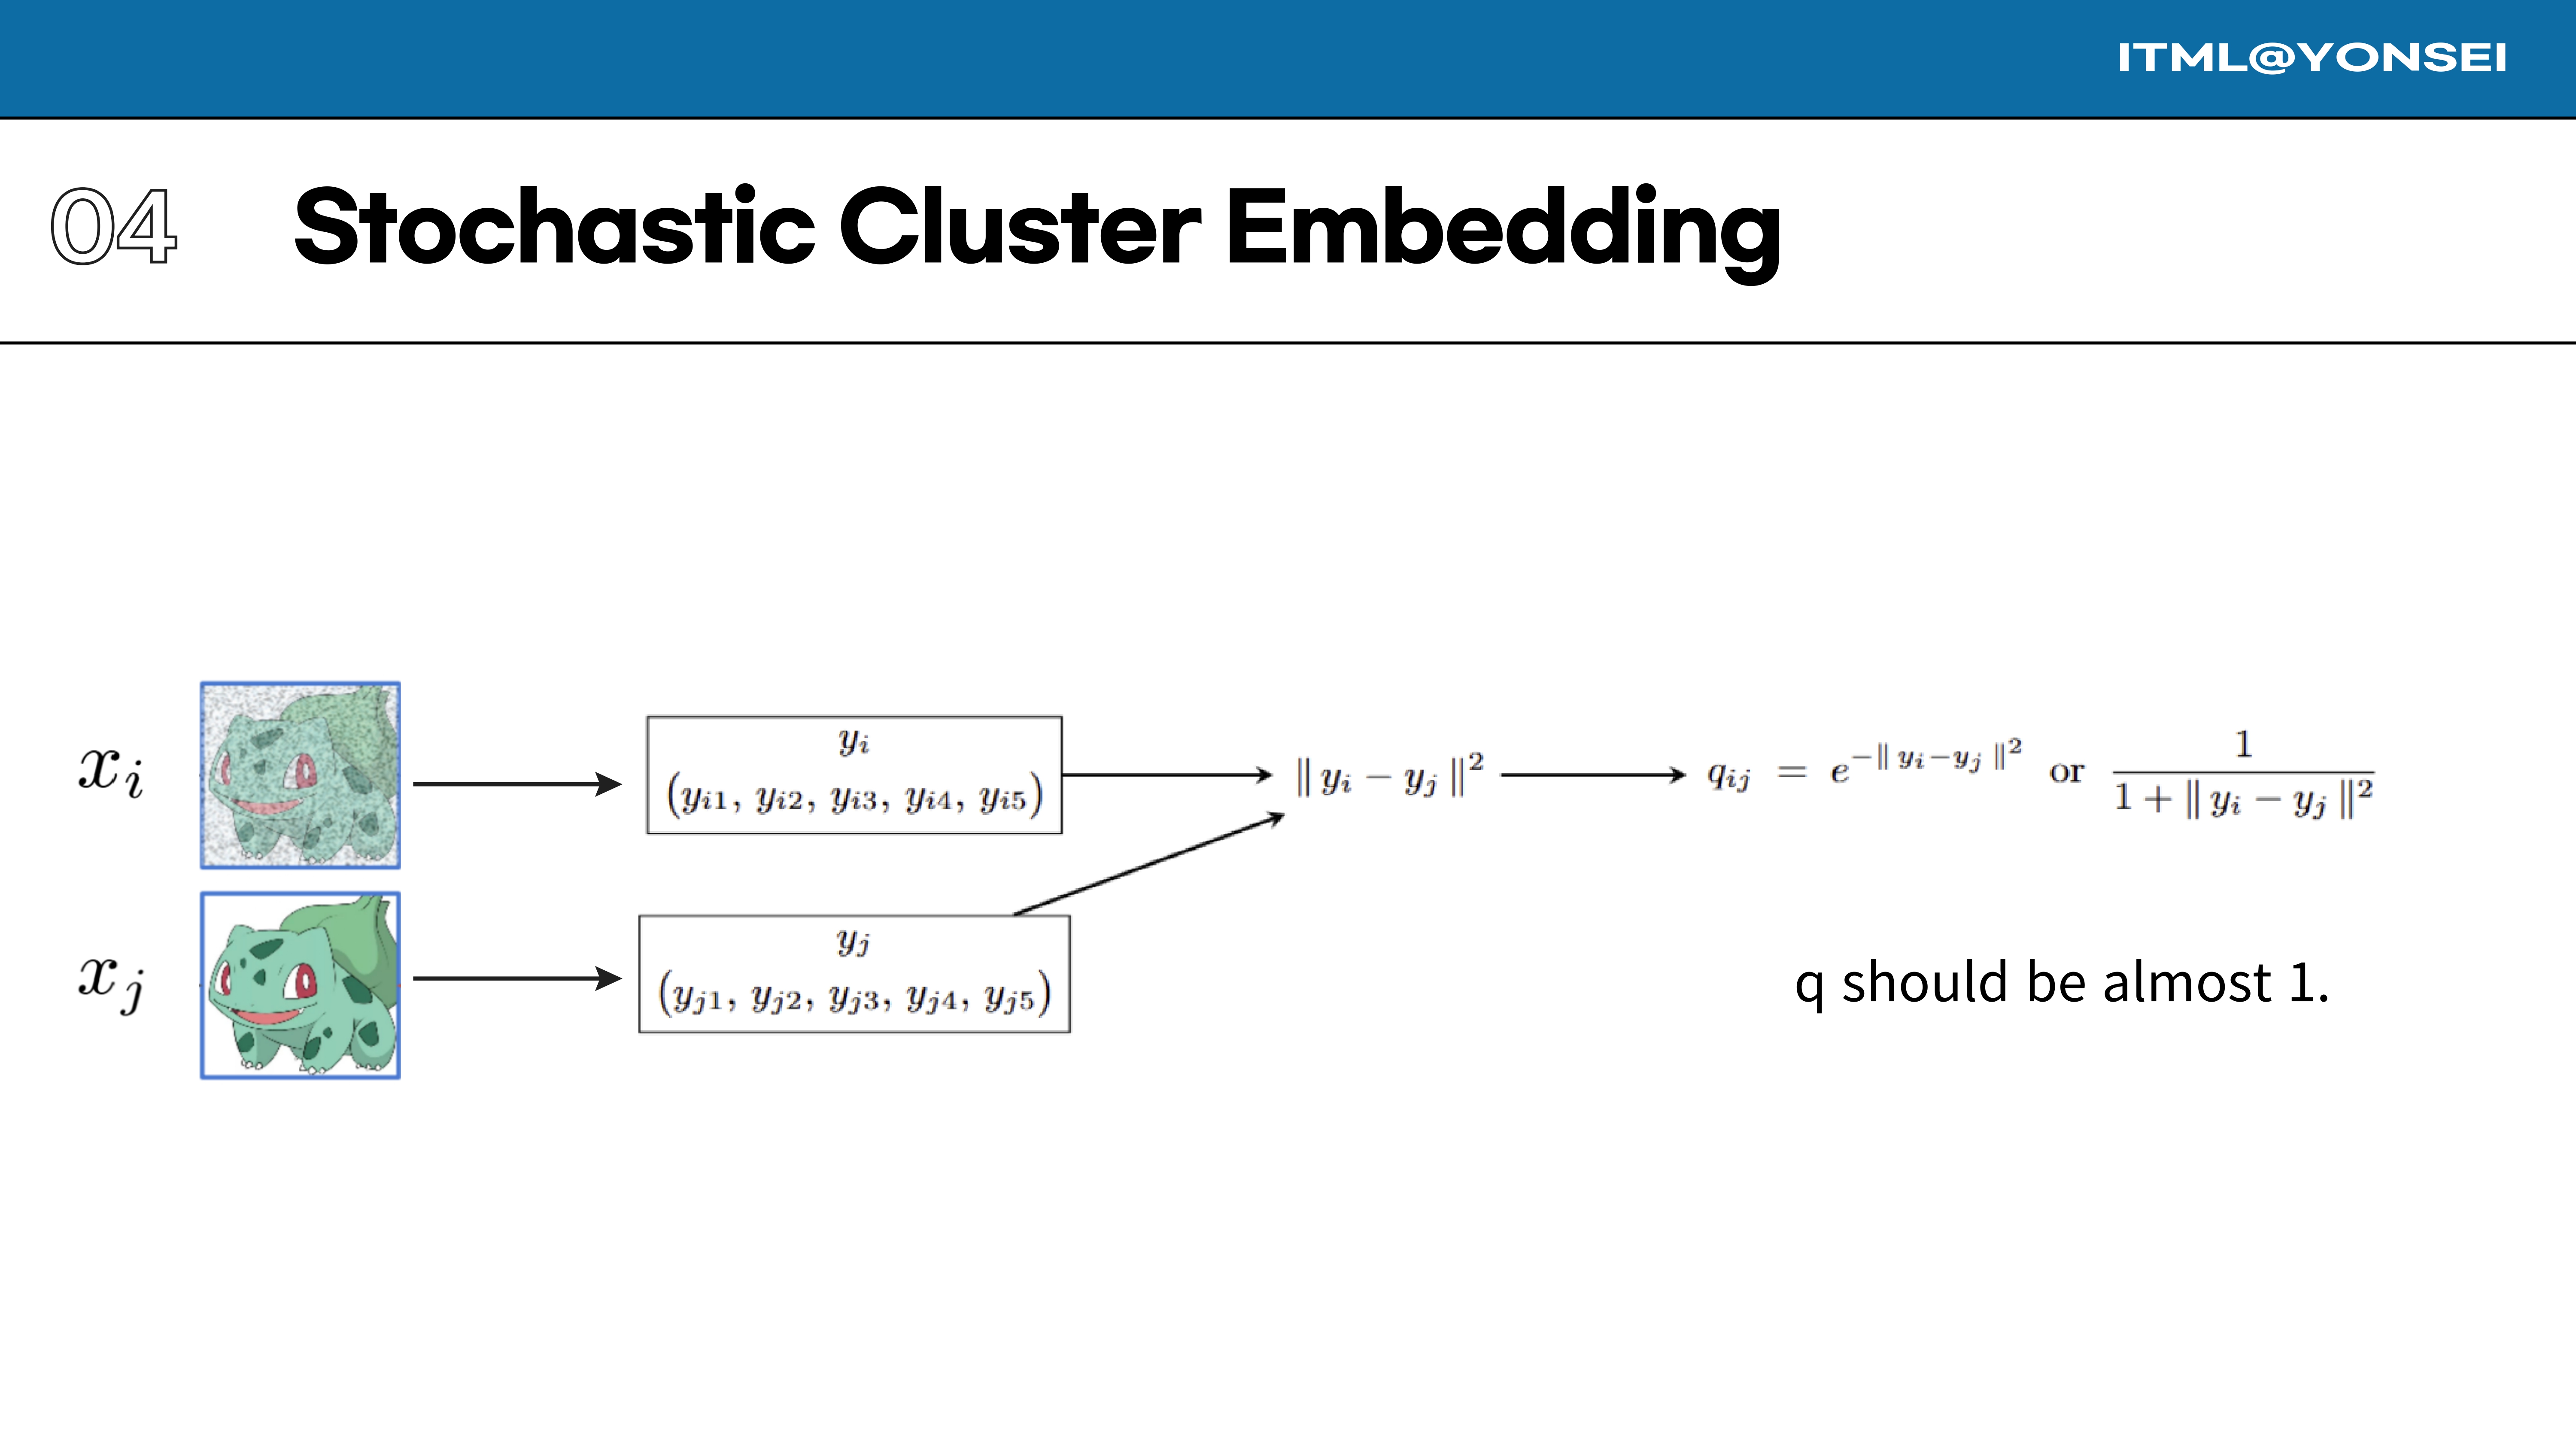 ITML@YONSEI
04 Stochastic Cluster Embedding
x_i
y_i
(y_{i1}, y_{i2}, y_{i3}, y_{i4}, y_{i5})
‖ y_i − y_j ‖^2
q_{ij} = e^{−‖ y_i − y_j ‖^2} or \frac{1}{1 + ‖ y_i − y_j ‖^2}
x_j
y_j
(y_{j1}, y_{j2}, y_{j3}, y_{j4}, y_{j5})
q should be almost 1.